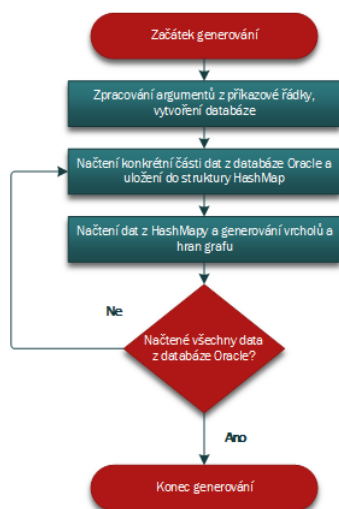 Začátek generování
Zpracování argumentů z příkazové řádky,
vytvoření databáze
Načtení konkrétní části dat z databáze Oracle a
uložení do struktury HashMap
Načtení dat z HashMapy a generování vrcholů a
hran grafu
Ne
Načtené všechny data
z databáze Oracle?
Ano
Konec generování